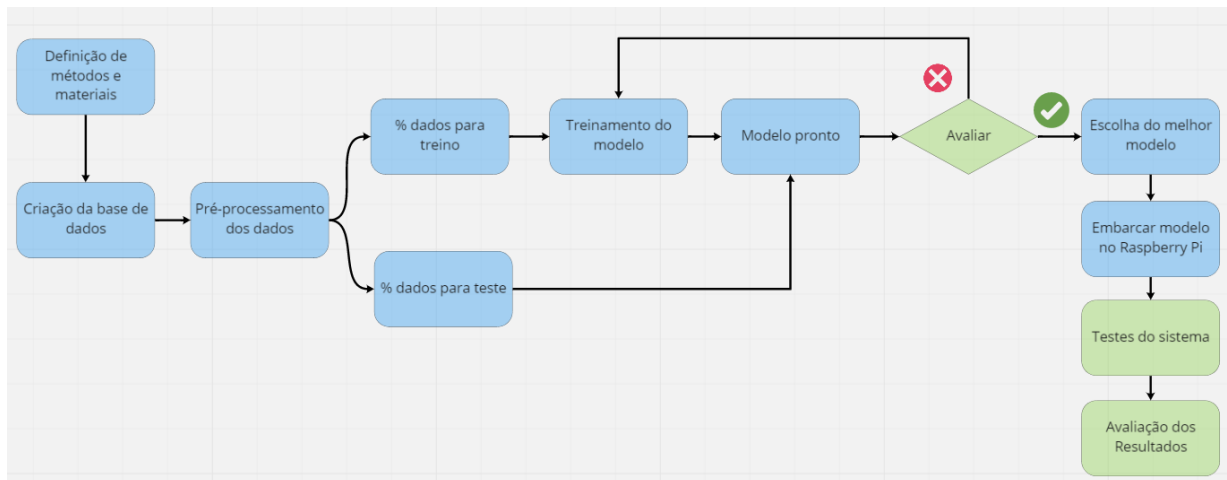 Definição de
métodos e
materiais
Criação da base de
dados
Pré-processamento
dos dados
% dados para
treino
% dados para teste
Treinamento do
modelo
Modelo pronto
Avaliar
Escolha do melhor
modelo
Embarcar modelo
no Raspberry Pi
Testes do sistema
Avaliação dos
Resultados